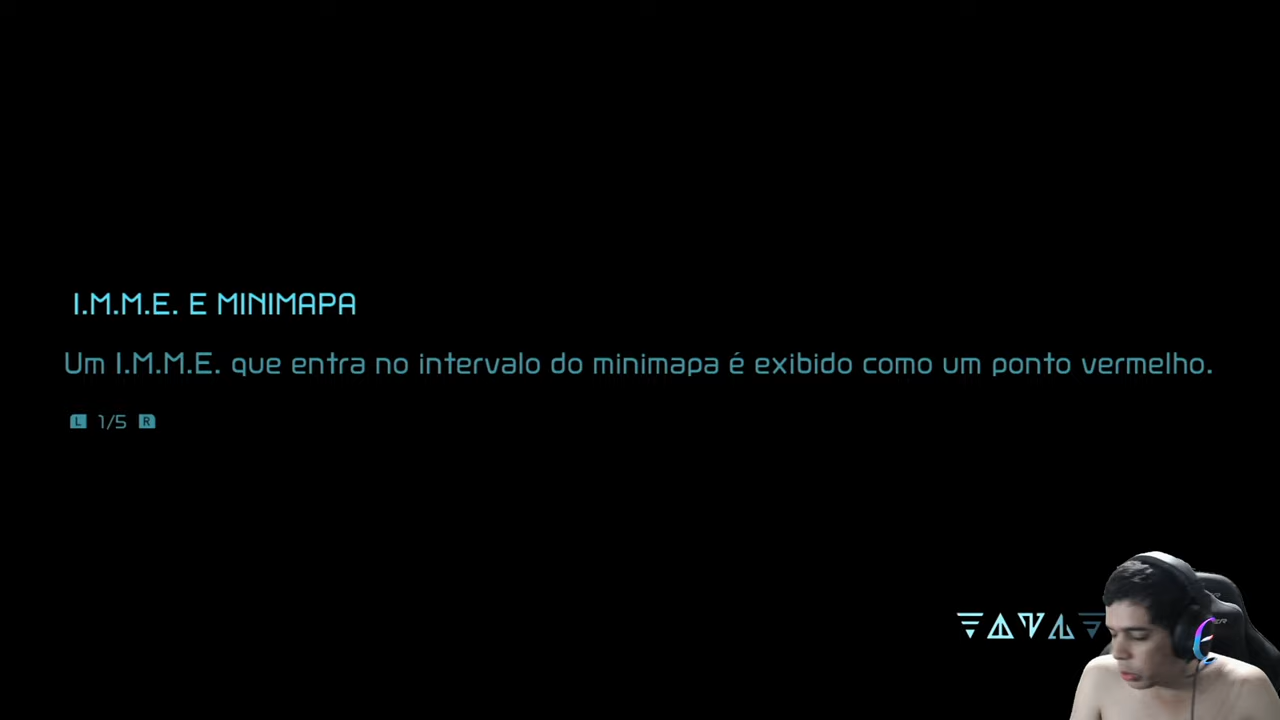 I.M.M.E. E MINIMAPA
Um I.M.M.E. que entra no intervalo do minimapa é exibido como um ponto vermelho.
L 1/5 R